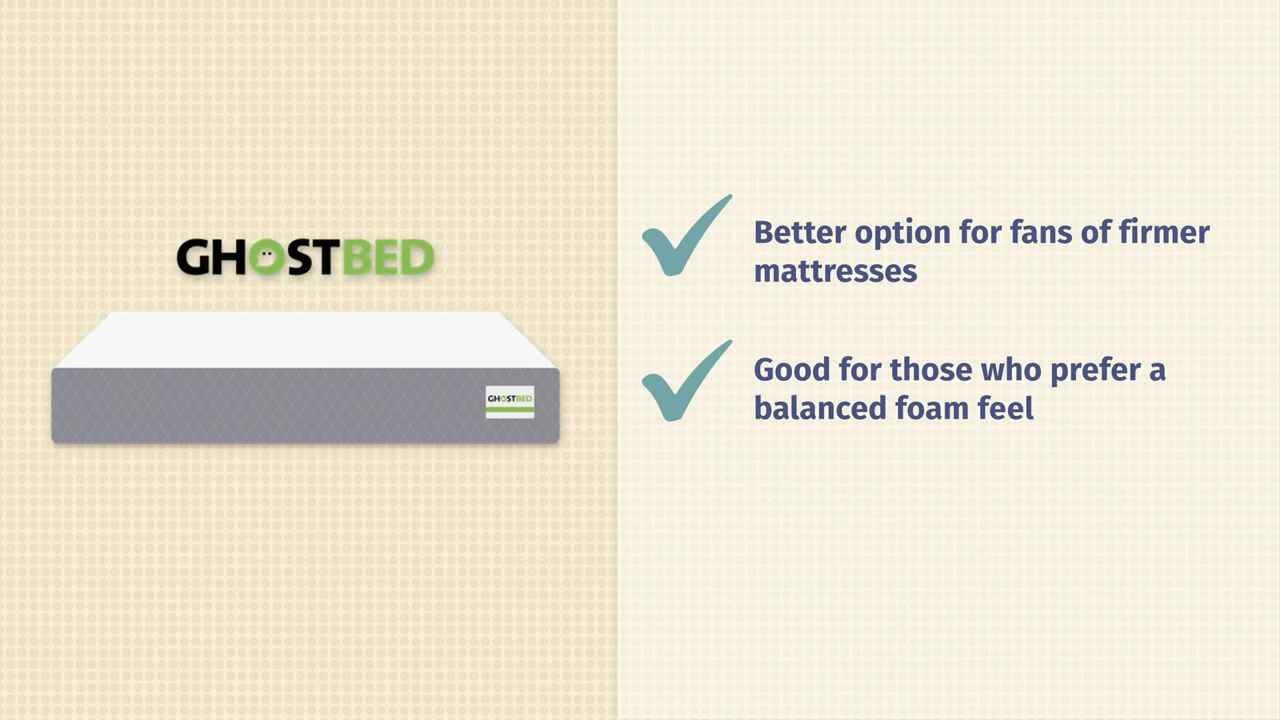 GHOSTBED
GHOSTBED
Better option for fans of firmer
mattresses
Good for those who prefer a
balanced foam feel